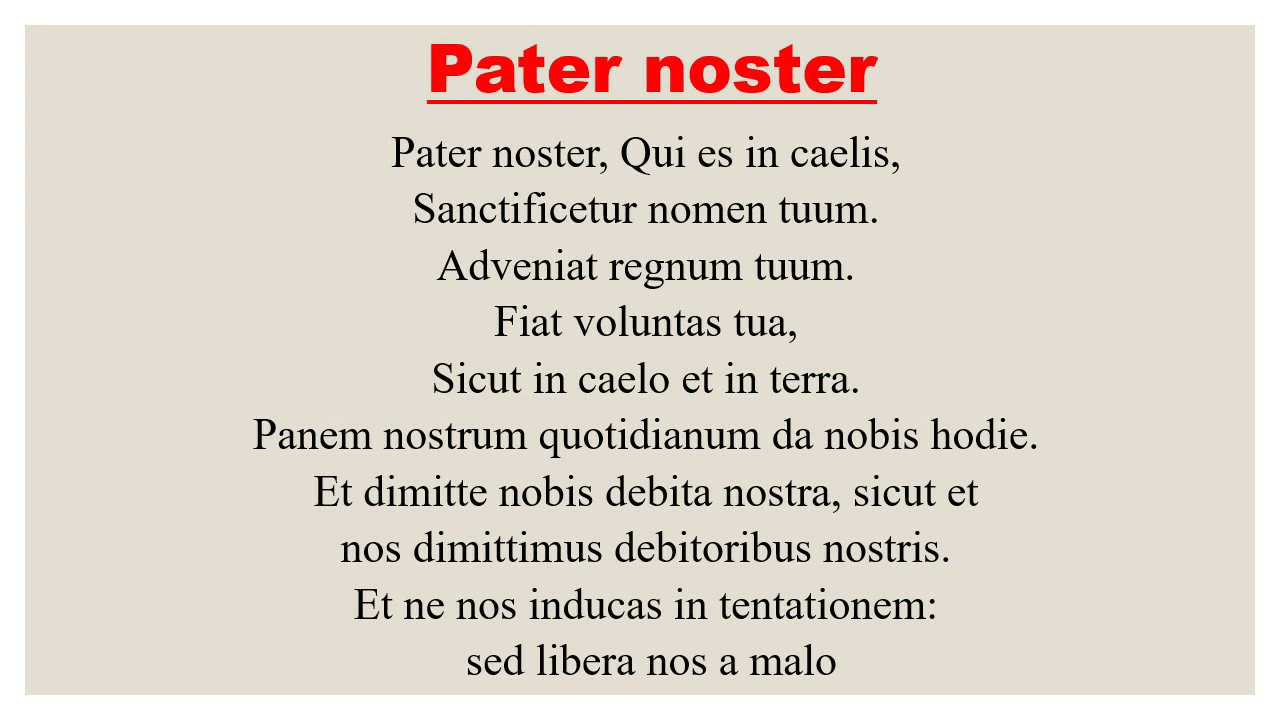 Pater noster
Pater noster, Qui es in caelis,
Sanctificetur nomen tuum.
Adveniat regnum tuum.
Fiat voluntas tua,
Sicut in caelo et in terra.
Panem nostrum quotidianum da nobis hodie.
Et dimitte nobis debita nostra, sicut et
nos dimittimus debitoribus nostris.
Et ne nos inducas in tentationem:
sed libera nos a malo